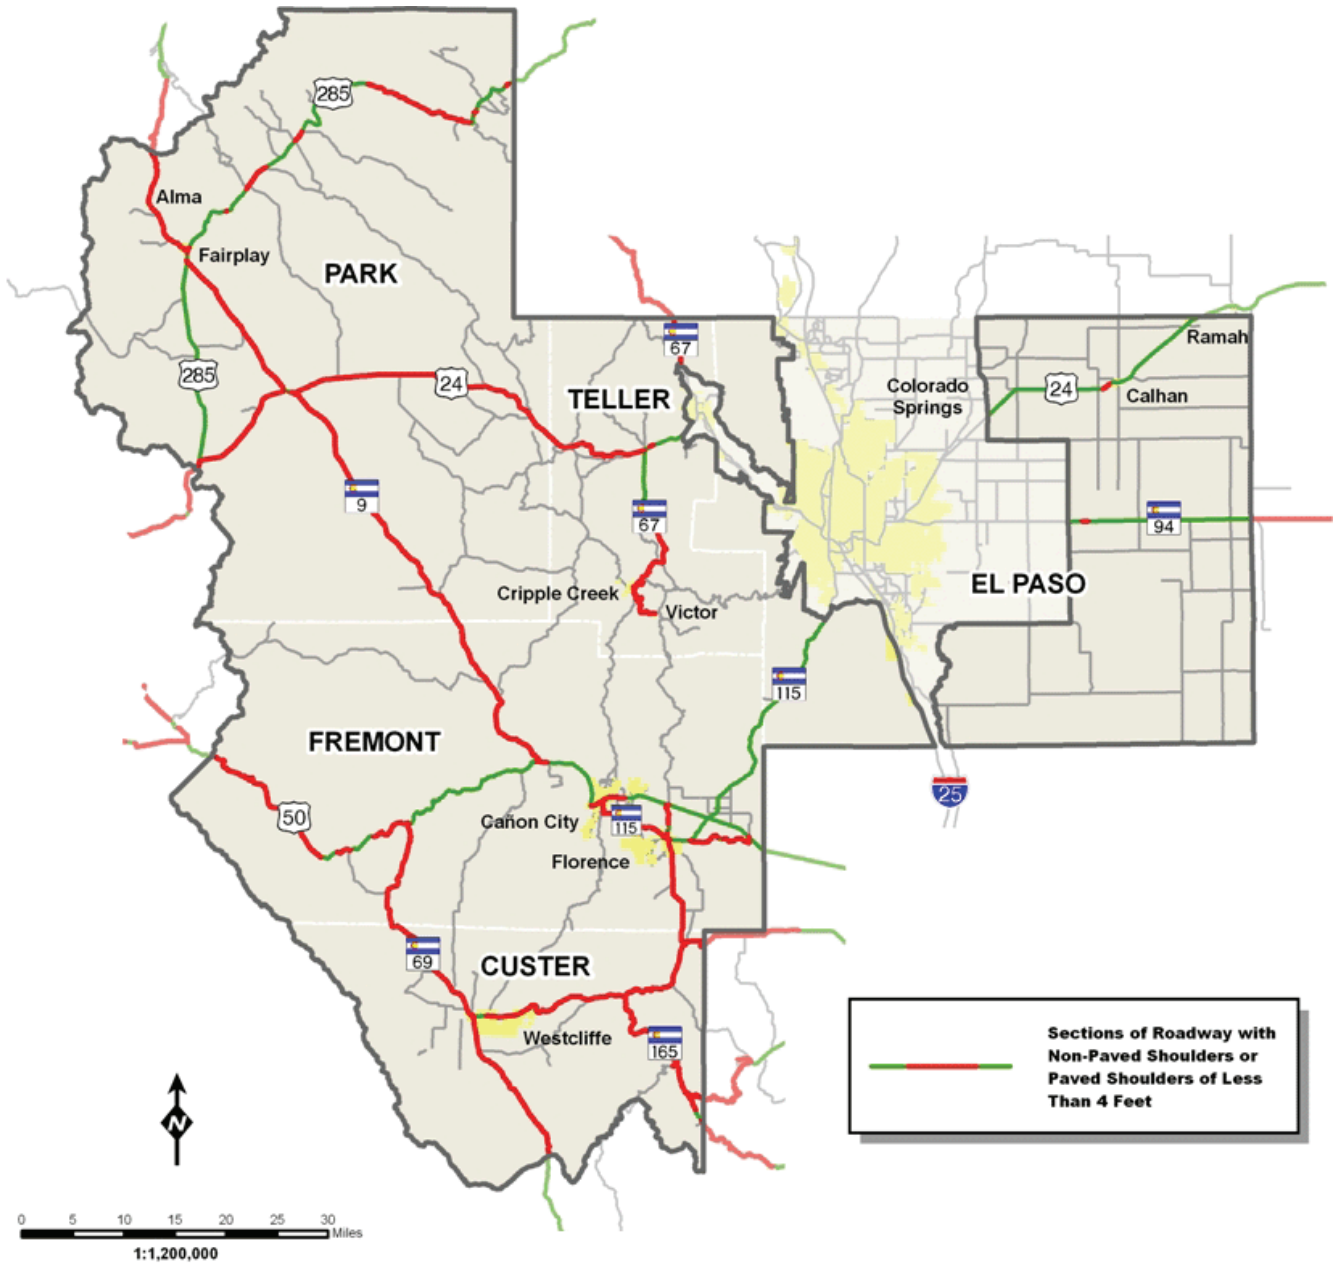 285
Alma
Fairplay
PARK
67
285
24
TELLER
Colorado
Springs
24
Ramah
Calhan
9
67
94
Cripple Creek
Victor
EL PASO
115
FREMONT
25
50
Cañon City
115
Florence
69
CUSTER
Westcliffe
165
Sections of Roadway with
Non-Paved Shoulders or
Paved Shoulders of Less
Than 4 Feet
N
0 5 10 15 20 25 30
Miles
1:1,200,000